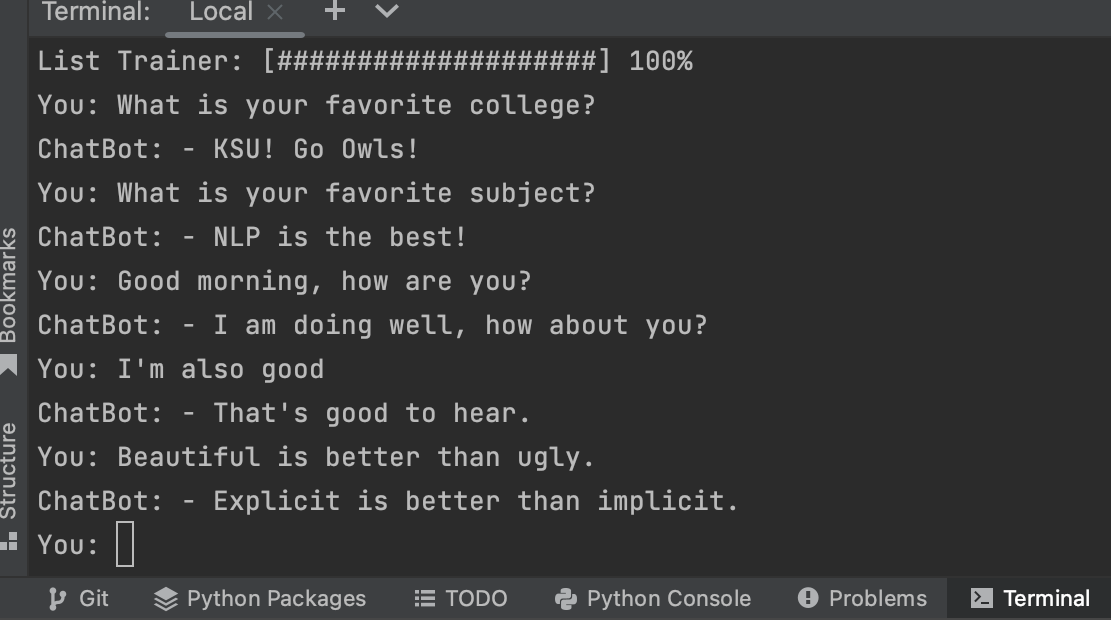 Terminal: Local × + 
List Trainer: [####################] 100%
You: What is your favorite college?
ChatBot: - KSU! Go Owls!
You: What is your favorite subject?
ChatBot: - NLP is the best!
You: Good morning, how are you?
ChatBot: - I am doing well, how about you?
You: I'm also good
ChatBot: - That's good to hear.
You: Beautiful is better than ugly.
ChatBot: - Explicit is better than implicit.
You:
Bookmarks
Structure
Git Python Packages TODO Python Console Problems Terminal